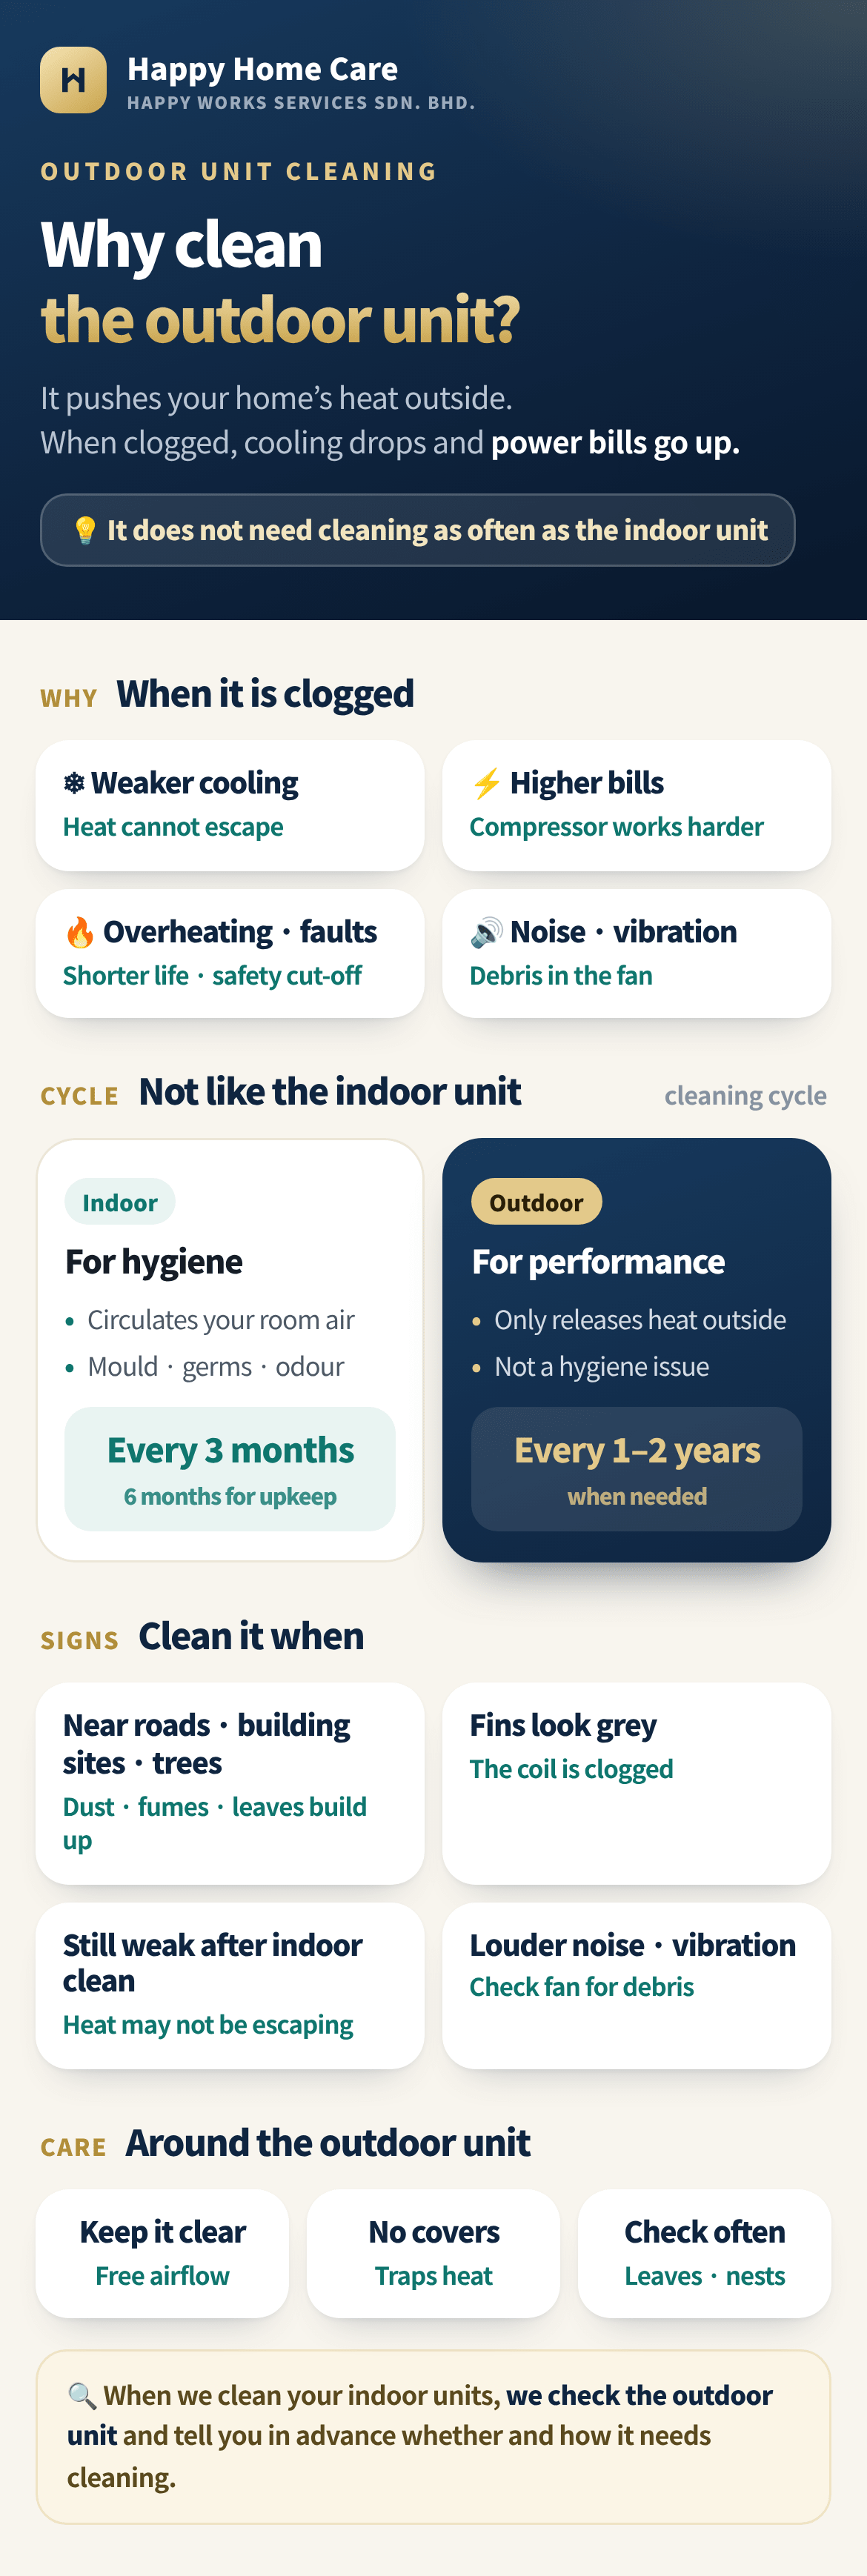 Happy Home Care
HAPPY WORKS SERVICES SDN. BHD.
OUTDOOR UNIT CLEANING
Why clean
the outdoor unit?
It pushes your home’s heat outside.
When clogged, cooling drops and power bills go up.
💡 It does not need cleaning as often as the indoor unit
WHY When it is clogged
❄ Weaker cooling
Heat cannot escape
⚡ Higher bills
Compressor works harder
🔥 Overheating · faults
Shorter life · safety cut-off
🔊 Noise · vibration
Debris in the fan
CYCLE Not like the indoor unit
cleaning cycle
Indoor
For hygiene
• Circulates your room air
• Mould · germs · odour
Every 3 months
6 months for upkeep
Outdoor
For performance
• Only releases heat outside
• Not a hygiene issue
Every 1–2 years
when needed
SIGNS Clean it when
Near roads · building
sites · trees
Dust · fumes · leaves build
up
Fins look grey
The coil is clogged
Still weak after indoor
clean
Heat may not be escaping
Louder noise · vibration
Check fan for debris
CARE Around the outdoor unit
Keep it clear
Free airflow
No covers
Traps heat
Check often
Leaves · nests
🔍 When we clean your indoor units, we check the outdoor
unit and tell you in advance whether and how it needs
cleaning.